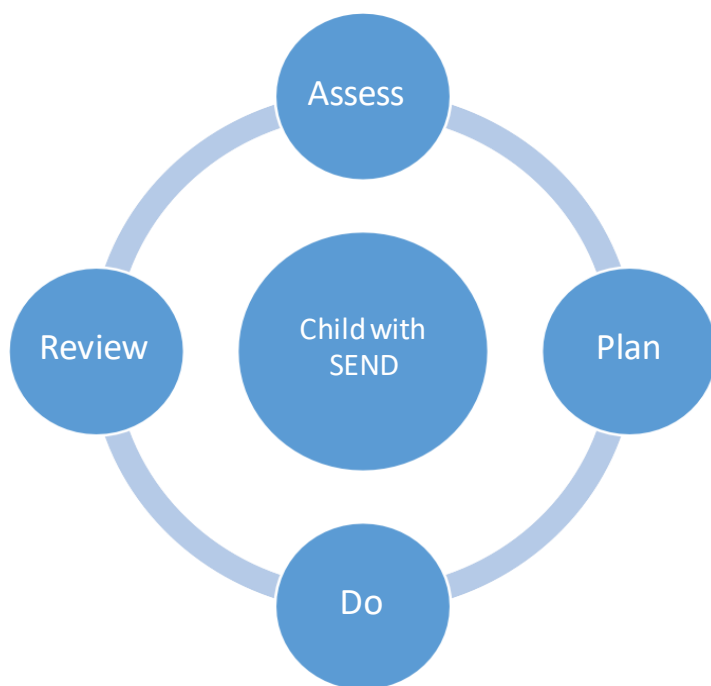 Assess
Review
Child with
SEND
Plan
Do